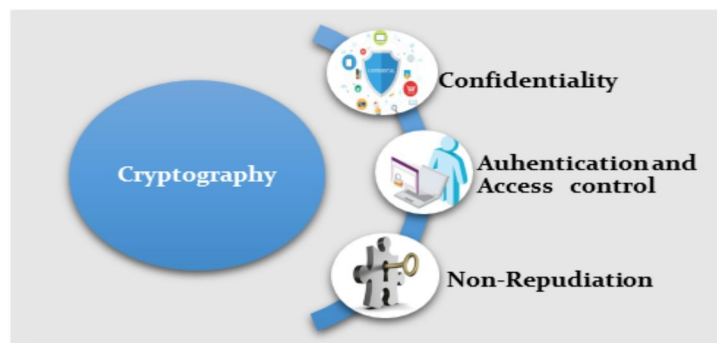 Cryptography
Confidentiality
Auhentication and
Access control
Non-Repudiation